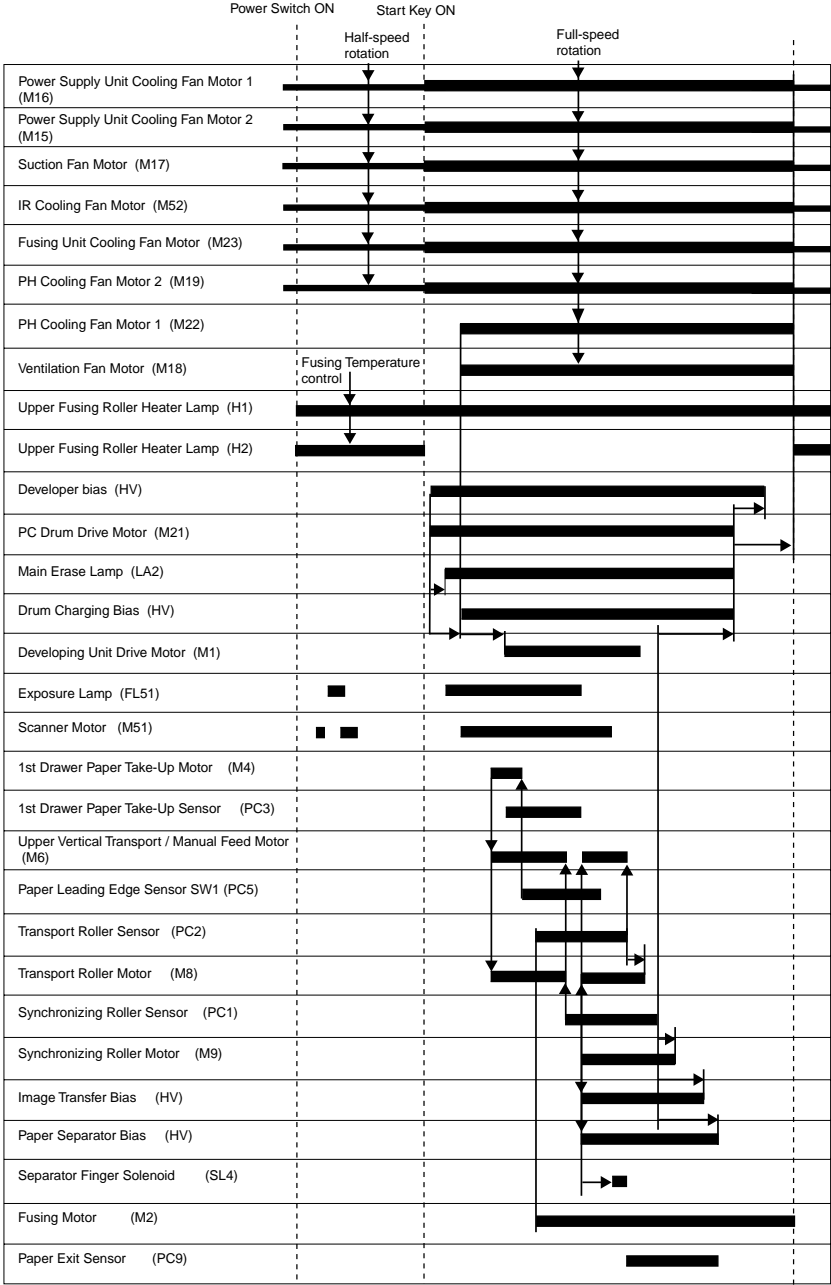 Power Switch ON
Start Key ON
Half-speed
rotation
Full-speed
rotation
Power Supply Unit Cooling Fan Motor 1
(M16)
Power Supply Unit Cooling Fan Motor 2
(M15)
Suction Fan Motor (M17)
IR Cooling Fan Motor (M52)
Fusing Unit Cooling Fan Motor (M23)
PH Cooling Fan Motor 2 (M19)
PH Cooling Fan Motor 1 (M22)
Ventilation Fan Motor (M18)
Fusing Temperature
control
Upper Fusing Roller Heater Lamp (H1)
Upper Fusing Roller Heater Lamp (H2)
Developer bias (HV)
PC Drum Drive Motor (M21)
Main Erase Lamp (LA2)
Drum Charging Bias (HV)
Developing Unit Drive Motor (M1)
Exposure Lamp (FL51)
Scanner Motor (M51)
1st Drawer Paper Take-Up Motor (M4)
1st Drawer Paper Take-Up Sensor (PC3)
Upper Vertical Transport / Manual Feed Motor
(M6)
Paper Leading Edge Sensor SW1 (PC5)
Transport Roller Sensor (PC2)
Transport Roller Motor (M8)
Synchronizing Roller Sensor (PC1)
Synchronizing Roller Motor (M9)
Image Transfer Bias (HV)
Paper Separator Bias (HV)
Separator Finger Solenoid (SL4)
Fusing Motor (M2)
Paper Exit Sensor (PC9)